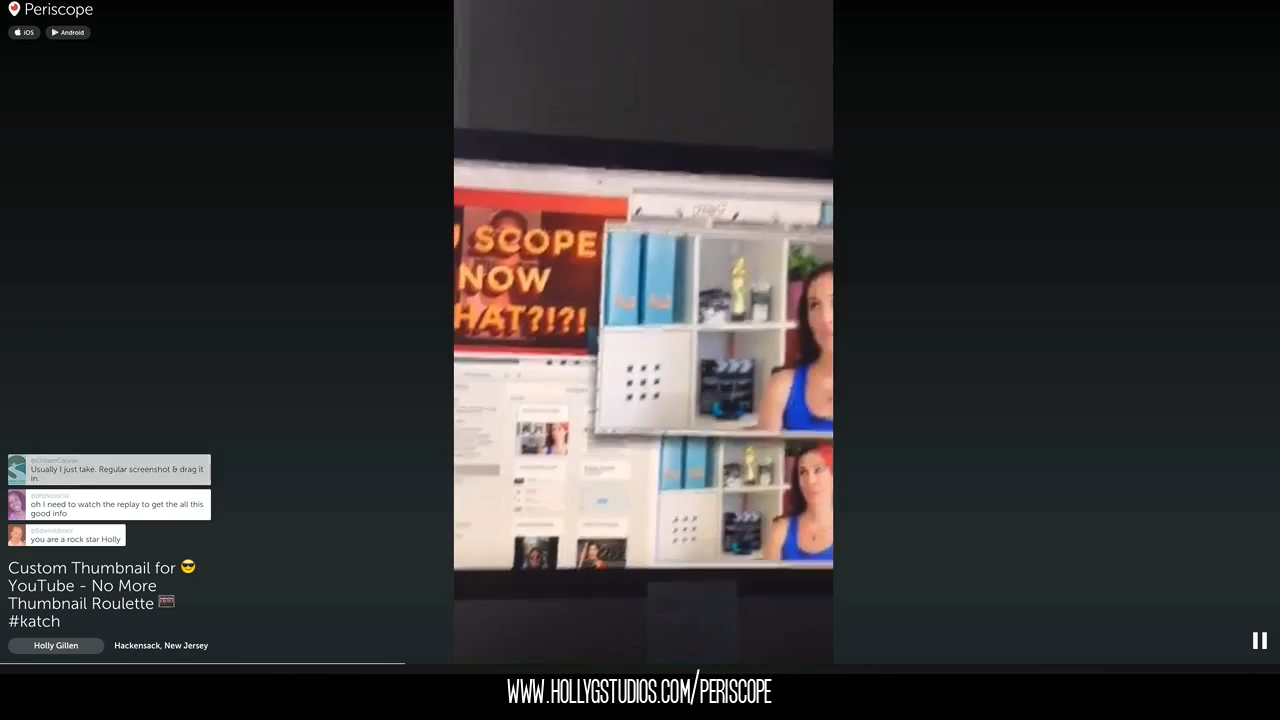 Periscope
iOS
Android
SCOPE
NOW
HAT?!?!
Usually I just take. Regular screenshot & drag it
in.
oh I need to watch the replay to get the all this
good info
you are a rock star Holly
Custom Thumbnail for 😎
YouTube - No More
Thumbnail Roulette
#katch
Holly Gillen
Hackensack, New Jersey
WWW.HOLLYGSTUDIOS.COM/PERISCOPE